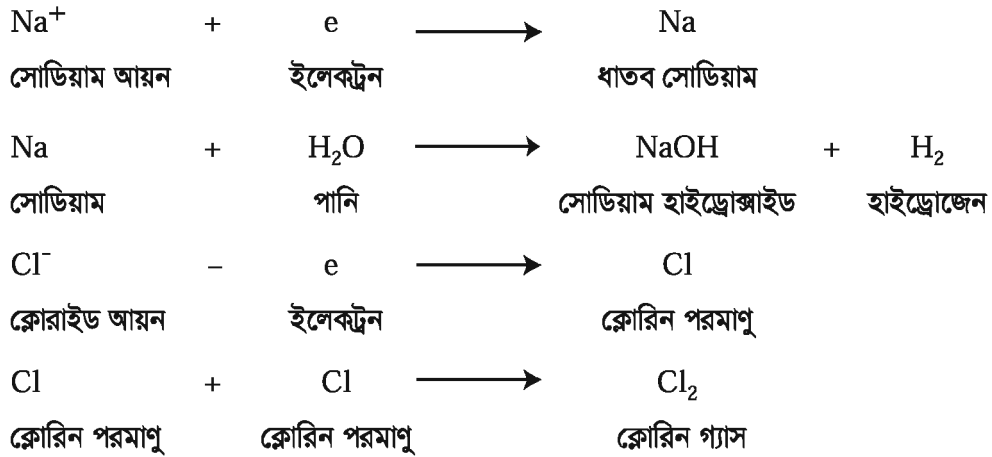 Na⁺ + e ⟶ Na
সোডিয়াম আয়ন ইলেকট্রন ধাতব সোডিয়াম
Na + H₂O ⟶ NaOH + H₂
সোডিয়াম পানি সোডিয়াম হাইড্রোক্সাইড হাইড্রোজেন
Cl⁻ – e ⟶ Cl
ক্লোরাইড আয়ন ইলেকট্রন ক্লোরিন পরমাণু
Cl + Cl ⟶ Cl₂
ক্লোরিন পরমাণু ক্লোরিন পরমাণু ক্লোরিন গ্যাস